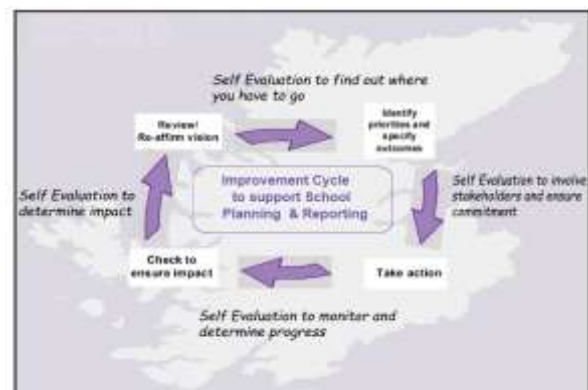 Self Evaluation to find out where
you have to go
Review/
Re-affirm vision
Identify
priorities and
specify
outcomes
Improvement Cycle
to support School
Planning & Reporting
Self Evaluation to
determine impact
Self Evaluation to involve
stakeholders and ensure
commitment
Check to
ensure impact
Take action
Self Evaluation to monitor and
determine progress